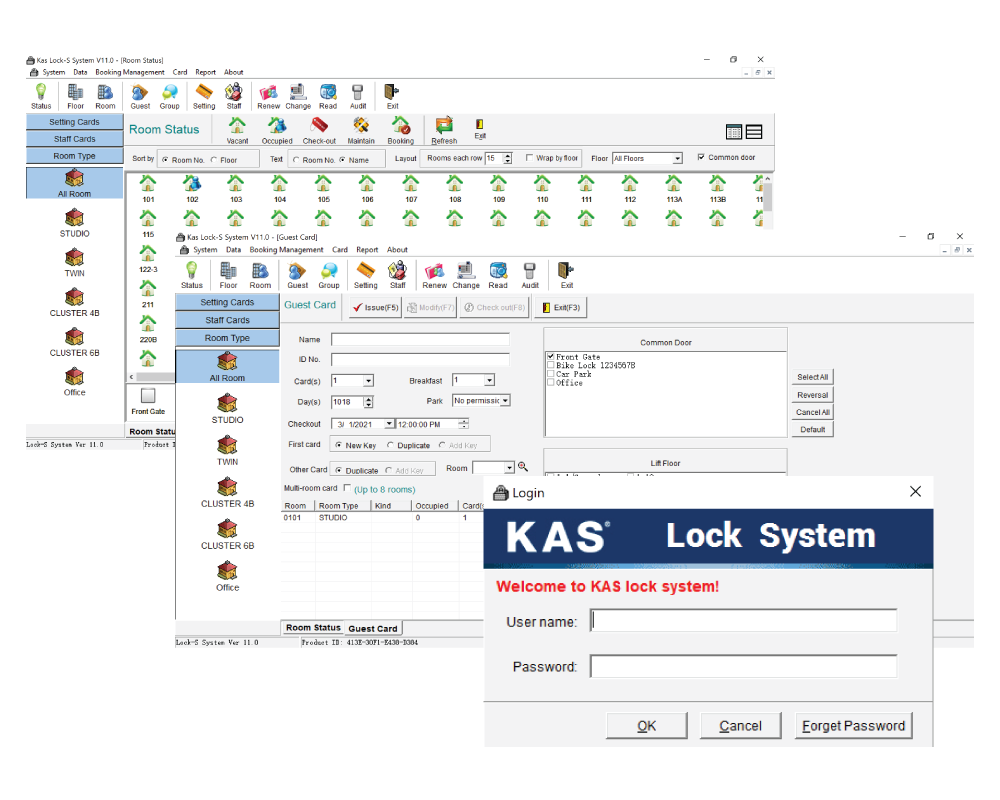 Kas Lock-S System V11.0 - [Room Status]
System Data Booking Management Card Report About
Status Floor Room Guest Group Setting Staff Renew Change Read Audit Exit
Setting Cards
Staff Cards
Room Type
Room Status
Vacant Occupied Check-out Maintain Booking Refresh Exit
Sort by Room No. Floor Text Room No. Name Layout Rooms each row 15 Wrap by floor Floor All Floors Common door
All Room
STUDIO
TWIN
CLUSTER 4B
CLUSTER 6B
Office
101 102 103 104 105 106 107 108 109 110 111 112 113A 113B 11
115
122-3
211
220B
Front Gate
Room Statu
Lock-S System Ver 11.0 Product I
Kas Lock-S System V11.0 - [Guest Card]
System Data Booking Management Card Report About
Status Floor Room Guest Group Setting Staff Renew Change Read Audit Exit
Setting Cards
Staff Cards
Room Type
All Room
STUDIO
TWIN
CLUSTER 4B
CLUSTER 6B
Office
Guest Card Issue(F5) Modify(F7) Check out(F8) Exit(F3)
Name
ID No.
Card(s) 1 Breakfast 1
Day(s) 1018 Park No permissic
Checkout 3/ 1/2021 12:00:00 PM
First card New Key Duplicate Add Key
Other Card Duplicate Add Key Room
Multi-room card (Up to 8 rooms)
Room Room Type Kind Occupied Card(s
0101 STUDIO 0 1
Common Door
Front Gate
Bike Lock 12345678
Car Park
Office
Select All
Reversal
Cancel All
Default
Lift Floor
Room Status Guest Card
Lock-S System Ver 11.0 Product ID: 413E-30F1-E438-D384
Login
KAS® Lock System
Welcome to KAS lock system!
User name:
Password:
OK Cancel Forget Password